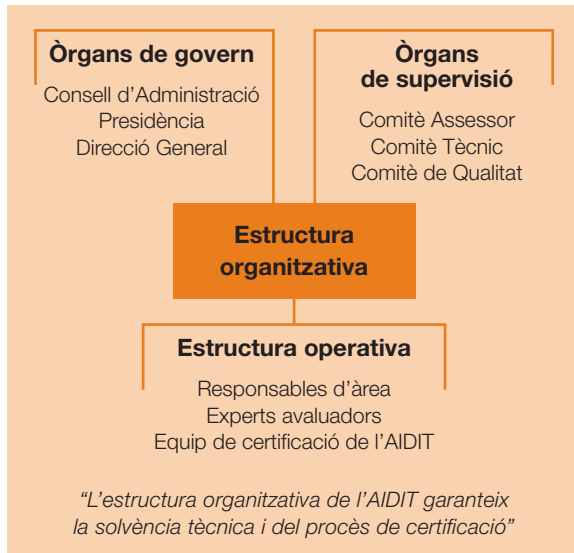 Òrgans de govern
Consell d’Administració
Presidència
Direcció General
Òrgans
de supervisió
Comitè Assessor
Comitè Tècnic
Comitè de Qualitat
Estructura
organitzativa
Estructura operativa
Responsables d’àrea
Experts avaluadors
Equip de certificació de l’AIDIT
“L’estructura organitzativa de l’AIDIT garanteix
la solvència tècnica i del procès de certificació”